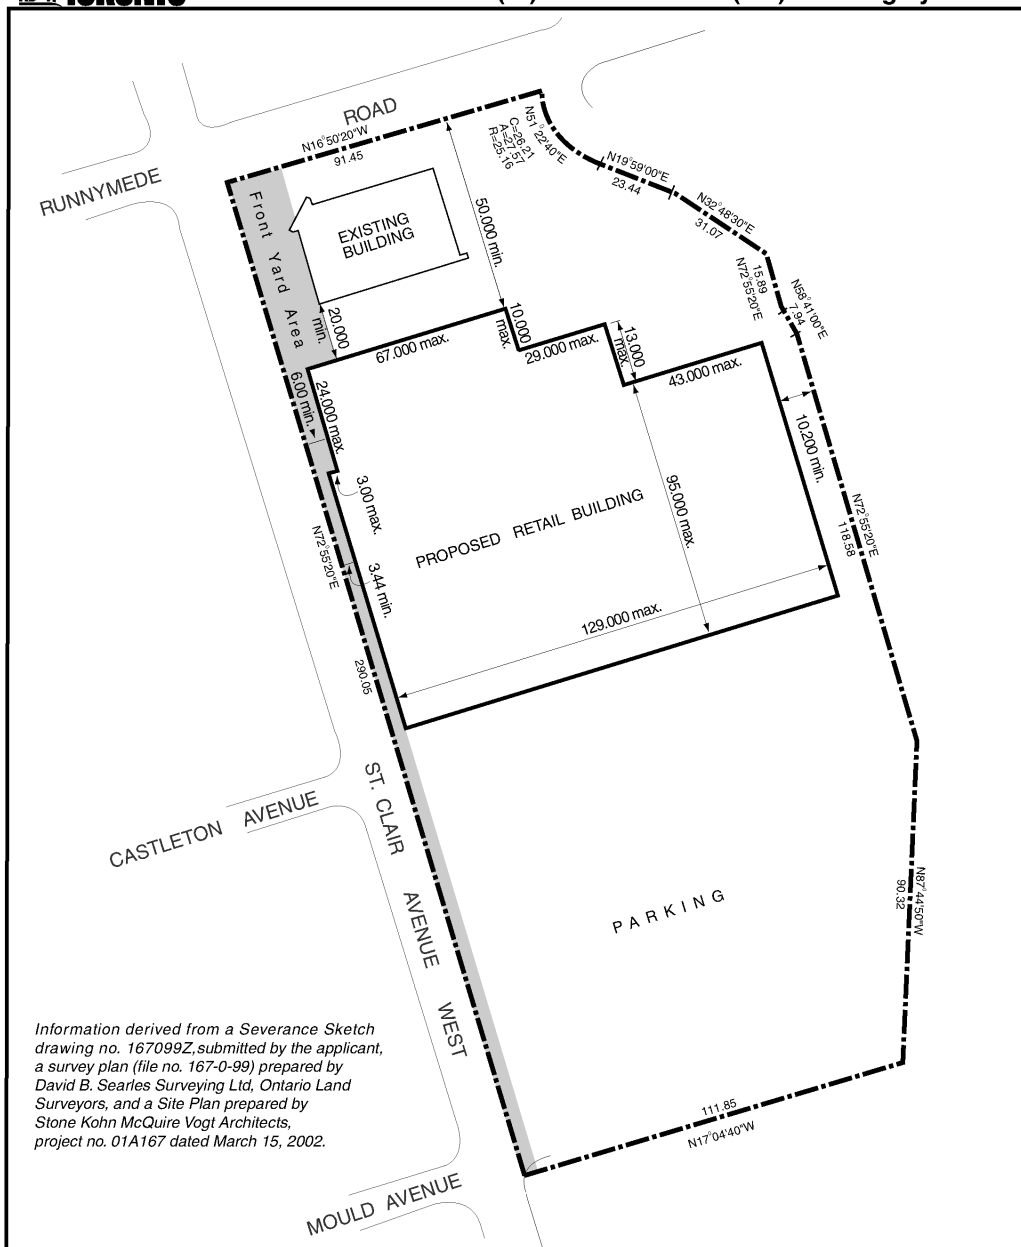 TORONTO
ROAD
RUNNYMEDE
N16°50'20"W
91.45
C=26.21
A=27.57
R=25.16
N51°22'40"E
N19°59'00"E
23.44
N32°48'30"E
31.07
15.89
N72°55'20"E
N58°41'00"E
7.94
Front Yard Area
EXISTING
BUILDING
50.000 min.
20.000
min.
67.000 max.
10.000
max.
29.000 max.
13.000
max.
43.000 max.
10.200 min.
6.00 min.
24.000 max.
3.00 max.
3.44 min.
PROPOSED RETAIL BUILDING
95.000 max.
129.000 max.
N72°55'20"E
118.58
N72°55'20"E
290.05
ST. CLAIR AVENUE WEST
CASTLETON AVENUE
PARKING
N87°44'50"W
90.32
111.85
N17°04'40"W
MOULD AVENUE
Information derived from a Severance Sketch
drawing no. 167099Z,submitted by the applicant,
a survey plan (file no. 167-0-99) prepared by
David B. Searles Surveying Ltd, Ontario Land
Surveyors, and a Site Plan prepared by
Stone Kohn McQuire Vogt Architects,
project no. 01A167 dated March 15, 2002.